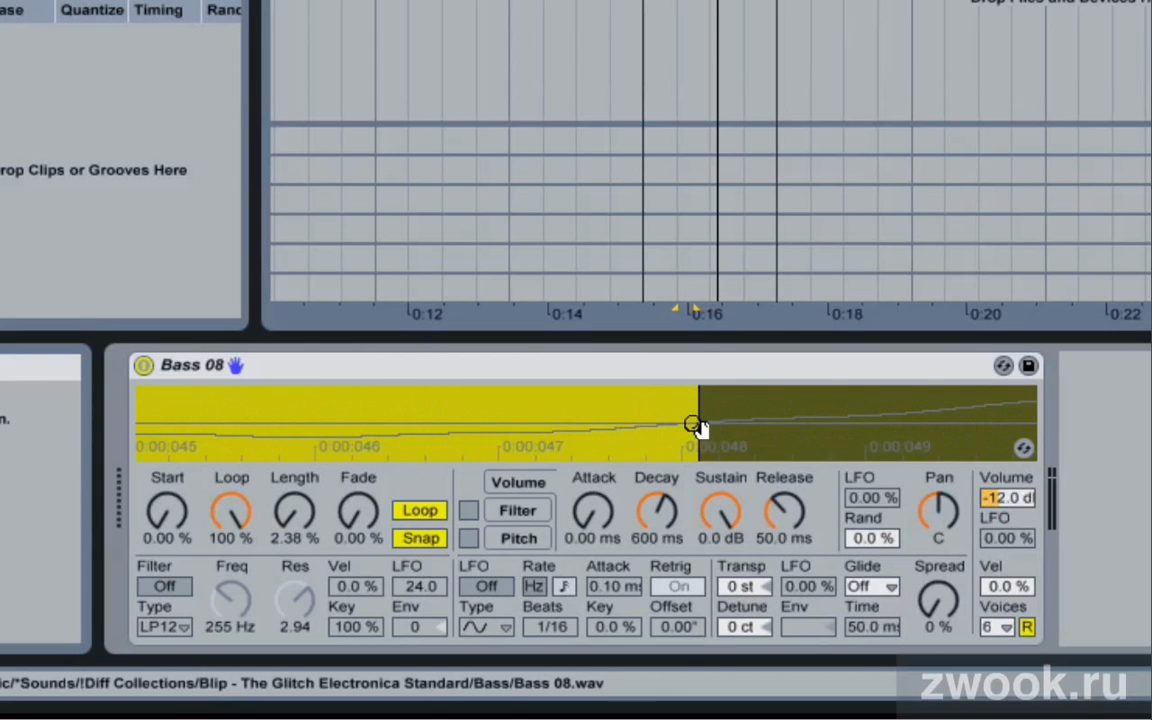 Quantize Timing
Drop Files and Devices
rop Clips or Grooves Here
0:12 0:14 0:16 0:18 0:20 0:22
Bass 08
0:00:045 0:00:046 0:00:047 0:00:048 0:00:049
Start Loop Length Fade Volume Attack Decay Sustain Release LFO Pan Volume
0.00 % -12.0 d
Loop Filter Rand LFO
0.00 % 100 % 2.38 % 0.00 % Snap Pitch 0.00 ms 600 ms 0.0 dB 50.0 ms 0.0 % C 0.00 %
Filter Freq Res Vel LFO LFO Rate Attack Retrig Transp LFO Glide Spread Vel
Off 0.0 % 24.0 Off Hz 0.10 ms On 0 st 0.00 % Off 0.0 %
Type Key Env Type Beats Key Offset Detune Env Time Voices
LP12 255 Hz 2.94 100 % 0 1/16 0.0 % 0.00° 0 ct 50.0 ms 0 % 6 R
ic/*Sounds/!Diff Collections/Blip - The Glitch Electronica Standard/Bass/Bass 08.wav
zwook.ru